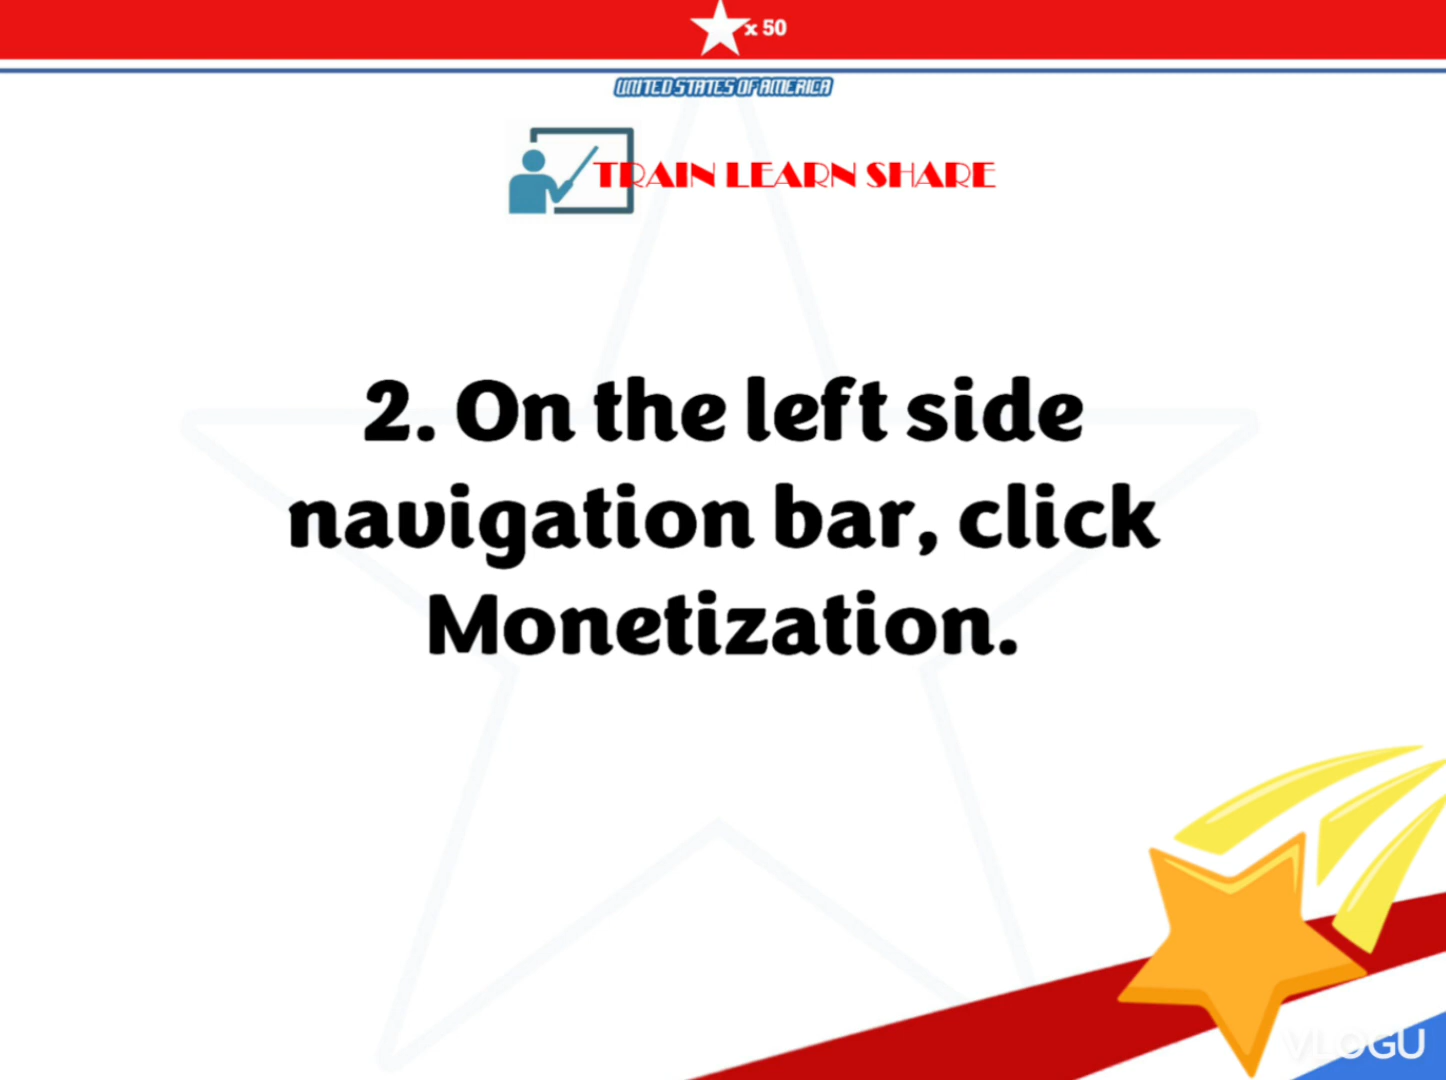 x 50
UNITED STATES OF AMERICA
TRAIN LEARN SHARE
2. On the left side
navigation bar, click
Monetization.
VLOGU